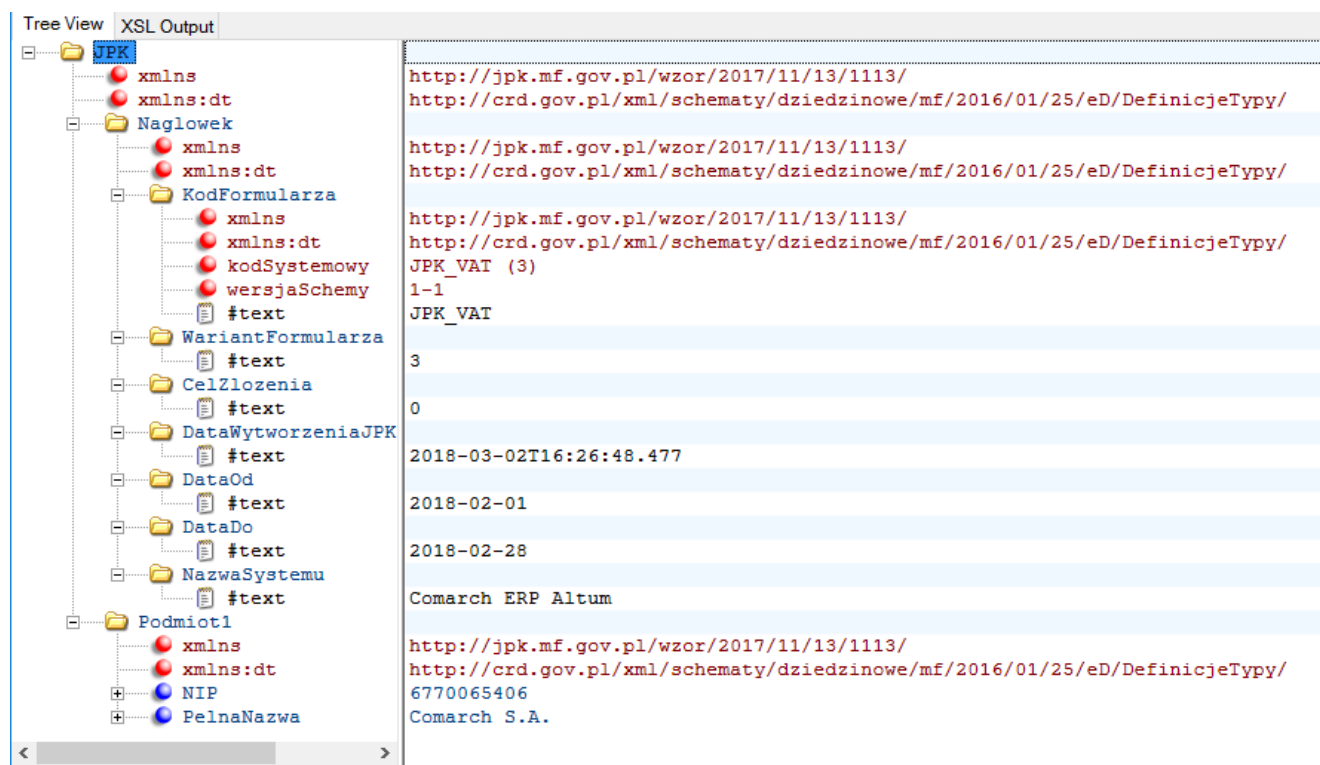 Tree View XSL Output
JPK
xmlns http://jpk.mf.gov.pl/wzor/2017/11/13/1113/
xmlns:dt http://crd.gov.pl/xml/schematy/dziedzinowe/mf/2016/01/25/eD/DefinicjeTypy/
Naglowek
xmlns http://jpk.mf.gov.pl/wzor/2017/11/13/1113/
xmlns:dt http://crd.gov.pl/xml/schematy/dziedzinowe/mf/2016/01/25/eD/DefinicjeTypy/
KodFormularza
xmlns http://jpk.mf.gov.pl/wzor/2017/11/13/1113/
xmlns:dt http://crd.gov.pl/xml/schematy/dziedzinowe/mf/2016/01/25/eD/DefinicjeTypy/
kodSystemowy JPK_VAT (3)
wersjaSchemy 1-1
#text JPK_VAT
WariantFormularza
#text 3
CelZlozenia
#text 0
DataWytworzeniaJPK
#text 2018-03-02T16:26:48.477
DataOd
#text 2018-02-01
DataDo
#text 2018-02-28
NazwaSystemu
#text Comarch ERP Altum
Podmiot1
xmlns http://jpk.mf.gov.pl/wzor/2017/11/13/1113/
xmlns:dt http://crd.gov.pl/xml/schematy/dziedzinowe/mf/2016/01/25/eD/DefinicjeTypy/
NIP 6770065406
PelnaNazwa Comarch S.A.